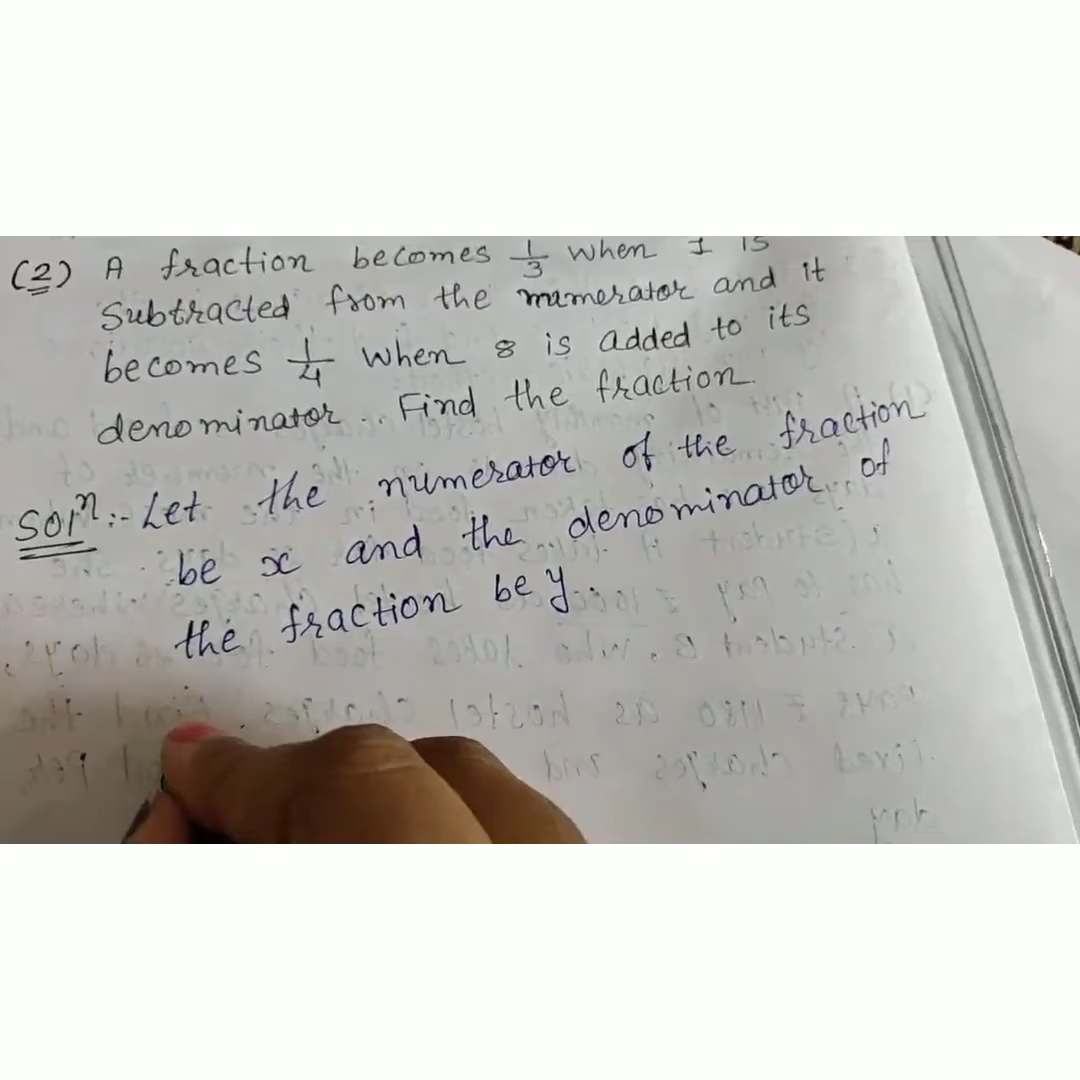 (2) A fraction becomes 1/3 when 1 is
subtracted from the numerator and it
becomes 1/4 when 8 is added to its
denominator. Find the fraction.
Solⁿ:- Let the numerator of the fraction
be x and the denominator of
the fraction be y.